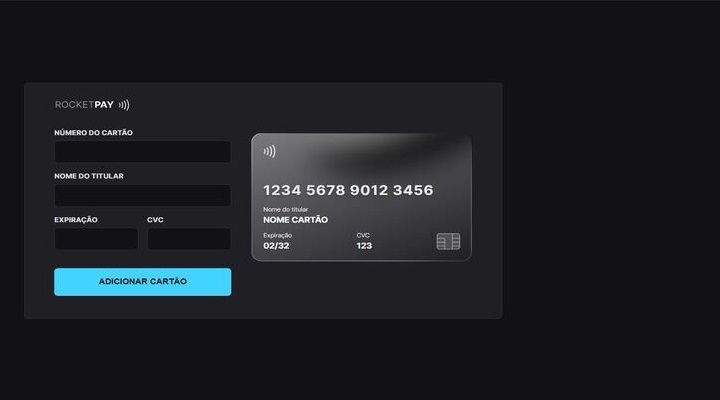 ROCKETPAY
NÚMERO DO CARTÃO
NOME DO TITULAR
EXPIRAÇÃO CVC
ADICIONAR CARTÃO
1234 5678 9012 3456
Nome do titular
NOME CARTÃO
Expiração CVC
02/32 123